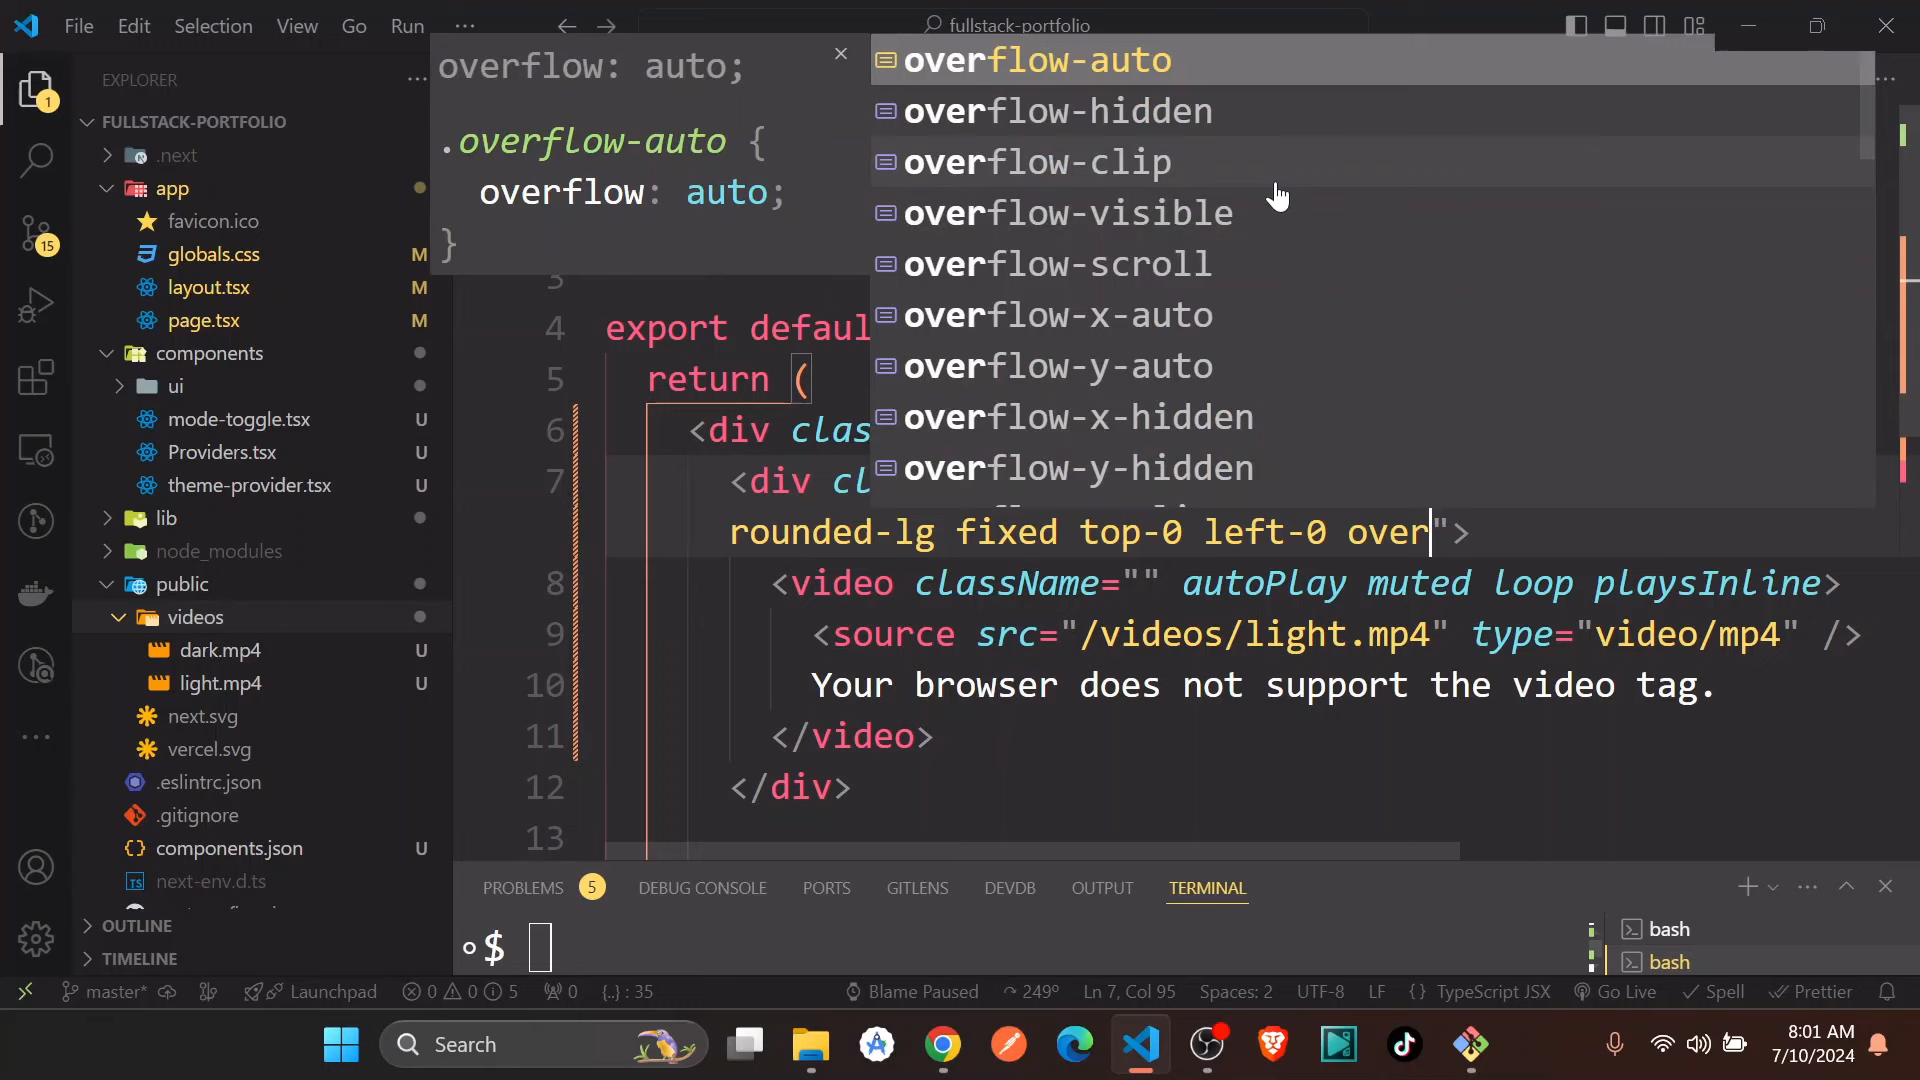 File Edit Selection View Go Run ···
fullstack-portfolio
EXPLORER
FULLSTACK-PORTFOLIO
.next
app
favicon.ico
globals.css M
layout.tsx M
page.tsx M
components
ui
mode-toggle.tsx U
Providers.tsx U
theme-provider.tsx U
lib
node_modules
public
videos
dark.mp4 U
light.mp4 U
next.svg
vercel.svg
.eslintrc.json
.gitignore
components.json U
next-env.d.ts
OUTLINE
TIMELINE
1
15
overflow: auto;
.overflow-auto {
overflow: auto;
}
overflow-auto
overflow-hidden
overflow-clip
overflow-visible
overflow-scroll
overflow-x-auto
overflow-y-auto
overflow-x-hidden
overflow-y-hidden
3
4 export defaul
5 return (
6 <div clas
7 <div cl
rounded-lg fixed top-0 left-0 over">
8 <video className="" autoPlay muted loop playsInline>
9 <source src="/videos/light.mp4" type="video/mp4" />
10 Your browser does not support the video tag.
11 </video>
12 </div>
13
PROBLEMS 5 DEBUG CONSOLE PORTS GITLENS DEVDB OUTPUT TERMINAL
$
bash
bash
master* Launchpad 0 0 5 0 {..} : 35 Blame Paused 249º Ln 7, Col 95 Spaces: 2 UTF-8 LF {} TypeScript JSX Go Live Spell Prettier
Search
8:01 AM
7/10/2024